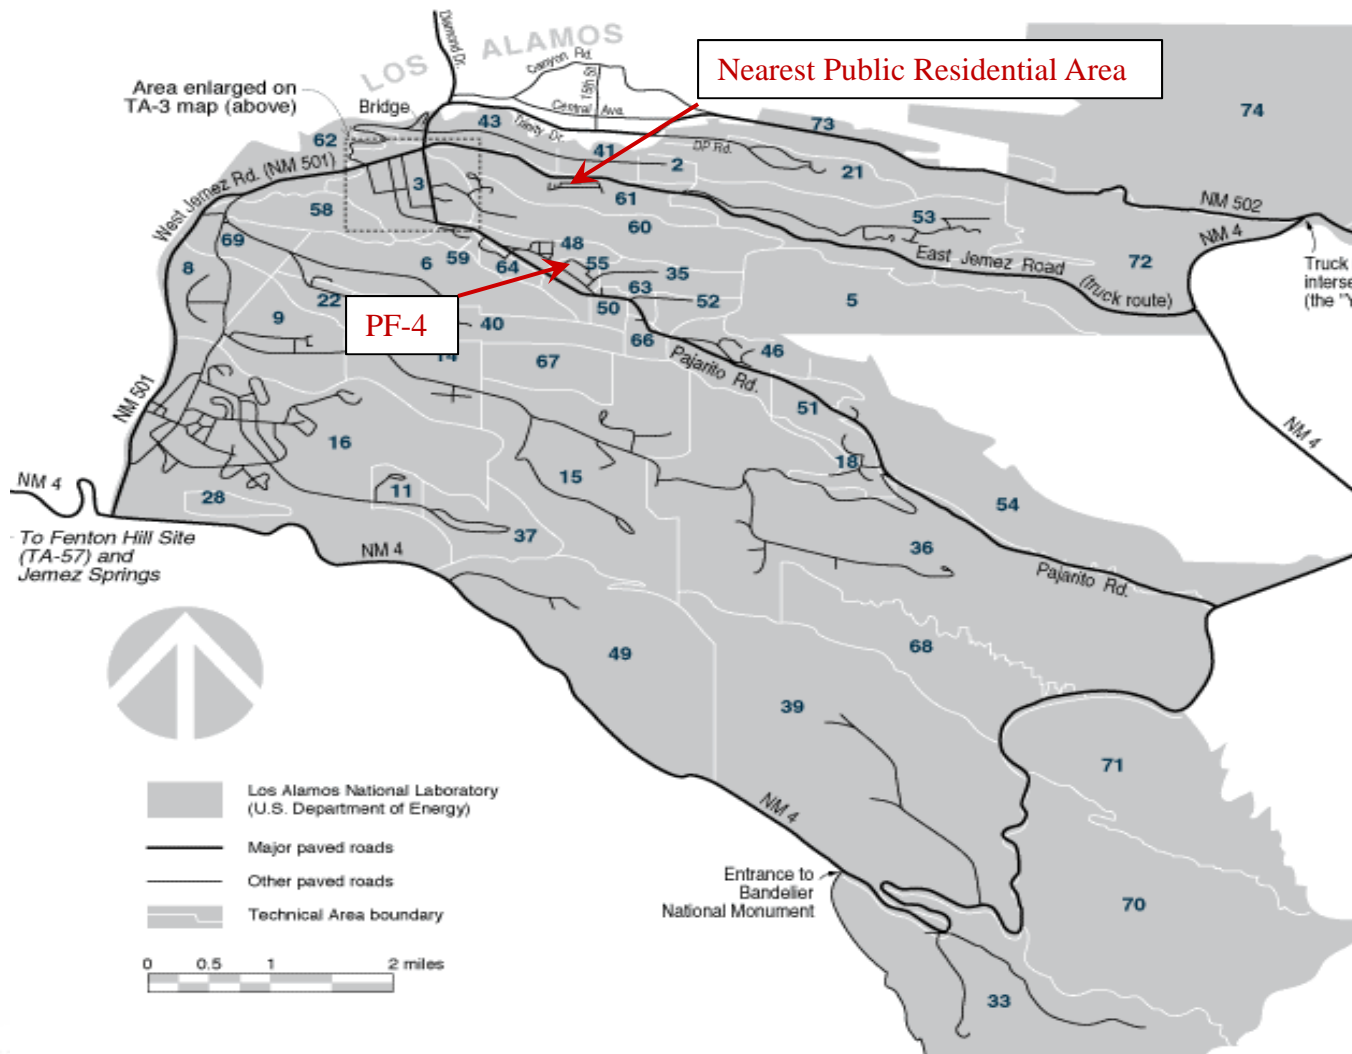 LOS ALAMOS
Diamond Dr.
Canyon Rd.
15th St
Central Ave.
Nearest Public Residential Area
Area enlarged on
TA-3 map (above)
Bridge
62
43
Trinity Dr.
73
74
41
2
DP Rd.
21
West Jemez Rd. (NM 501)
3
58
61
53
NM 502
60
NM 4
69
48
East Jemez Road
(truck route)
72
Truck
interse
(the "Y
8
6
59
64
55
35
63
52
5
22
PF-4
50
9
40
66
14
67
Pajarito Rd.
46
NM 501
51
NM 4
16
18
NM 4
28
11
15
54
To Fenton Hill Site
(TA-57) and
Jemez Springs
37
NM 4
36
Pajarito Rd.
49
68
39
71
Los Alamos National Laboratory
(U.S. Department of Energy)
NM 4
Major paved roads
Other paved roads
Entrance to
Bandelier
National Monument
Technical Area boundary
70
0 0.5 1 2 miles
33